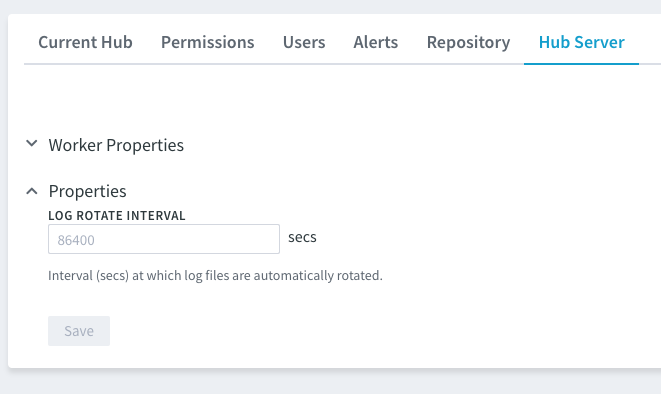 Current Hub Permissions Users Alerts Repository Hub Server
Worker Properties
Properties
LOG ROTATE INTERVAL
86400 secs
Interval (secs) at which log files are automatically rotated.
Save